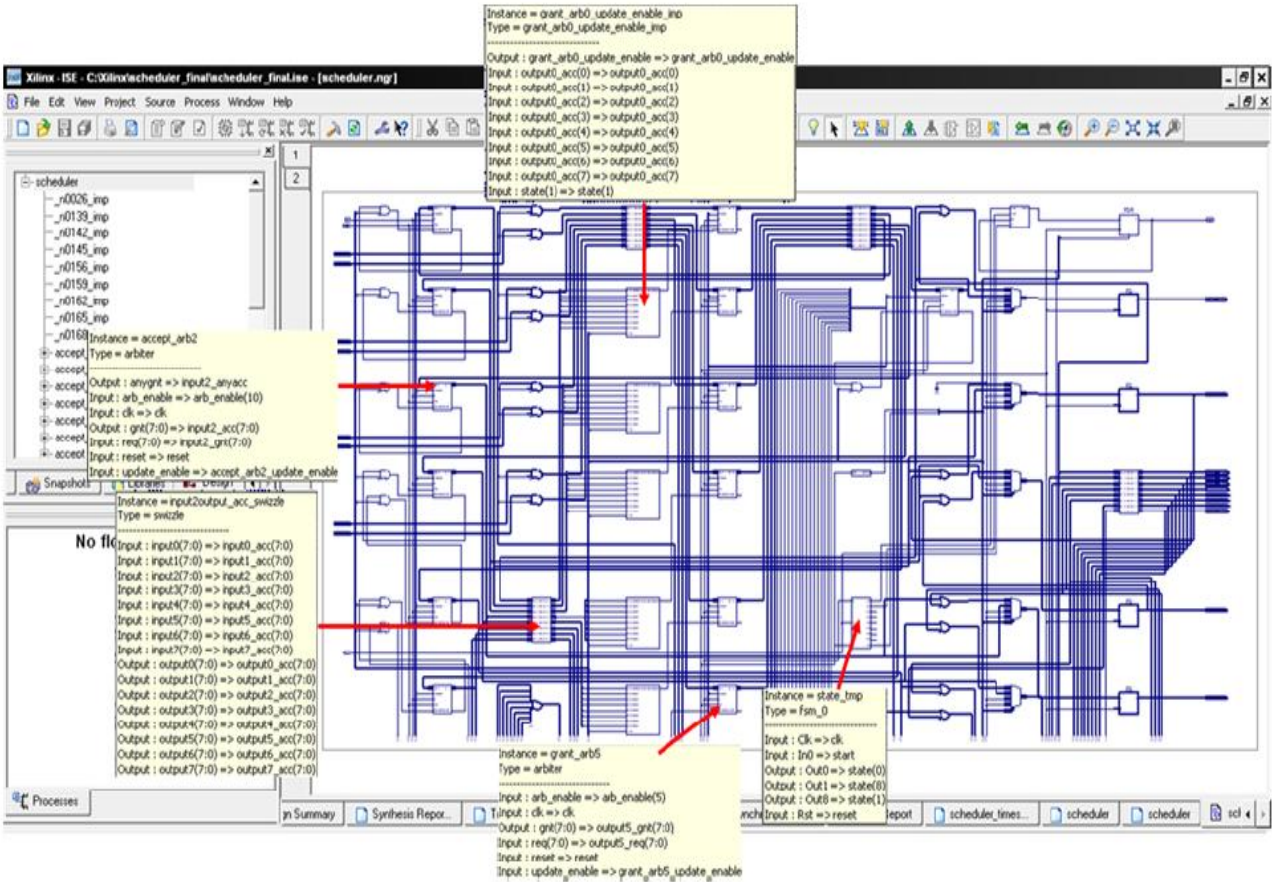 Instance = grant_arb0_update_enable_imp
Type = grant_arb0_update_enable_imp
Output : grant_arb0_update_enable => grant_arb0_update_enable
Input : output0_acc(0) => output0_acc(0)
Input : output0_acc(1) => output0_acc(1)
Input : output0_acc(2) => output0_acc(2)
Input : output0_acc(3) => output0_acc(3)
Input : output0_acc(4) => output0_acc(4)
Input : output0_acc(5) => output0_acc(5)
Input : output0_acc(6) => output0_acc(6)
Input : output0_acc(7) => output0_acc(7)
Input : state(1) => state(1)
Xilinx - ISE - C:\Xilinx\scheduler_final\scheduler_final.ise - [scheduler.ngr]
File Edit View Project Source Process Window Help
1
2
scheduler
_n0026_imp
_n0139_imp
_n0142_imp
_n0145_imp
_n0156_imp
_n0159_imp
_n0162_imp
_n0165_imp
_n0168
accept
accept
accept
accept
accept
accept
Instance = accept_arb2
Type = arbiter
Output : anygnt => input2_anyacc
Input : arb_enable => arb_enable(10)
Input : clk => clk
Output : gnt(7:0) => input2_acc(7:0)
Input : req(7:0) => input2_gnt(7:0)
Input : reset => reset
Input : update_enable => accept_arb2_update_enable
Snapshots Libraries Design
No flo
Instance = input2output_acc_swizzle
Type = swizzle
Input : input0(7:0) => input0_acc(7:0)
Input : input1(7:0) => input1_acc(7:0)
Input : input2(7:0) => input2_acc(7:0)
Input : input3(7:0) => input3_acc(7:0)
Input : input4(7:0) => input4_acc(7:0)
Input : input5(7:0) => input5_acc(7:0)
Input : input6(7:0) => input6_acc(7:0)
Input : input7(7:0) => input7_acc(7:0)
Output : output0(7:0) => output0_acc(7:0)
Output : output1(7:0) => output1_acc(7:0)
Output : output2(7:0) => output2_acc(7:0)
Output : output3(7:0) => output3_acc(7:0)
Output : output4(7:0) => output4_acc(7:0)
Output : output5(7:0) => output5_acc(7:0)
Output : output6(7:0) => output6_acc(7:0)
Output : output7(7:0) => output7_acc(7:0)
Instance = state_tmp
Type = fsm_0
Input : Clk => clk
Input : In0 => start
Output : Out0 => state(0)
Output : Out1 => state(8)
Output : Out8 => state(1)
Input : Rst => reset
Instance = grant_arb5
Type = arbiter
Input : arb_enable => arb_enable(5)
Input : clk => clk
Output : gnt(7:0) => output5_gnt(7:0)
Input : req(7:0) => output5_req(7:0)
Input : reset => reset
Input : update_enable => grant_arb5_update_enable
Processes
gn Summary Synthesis Repor... eport scheduler_times... scheduler scheduler scl